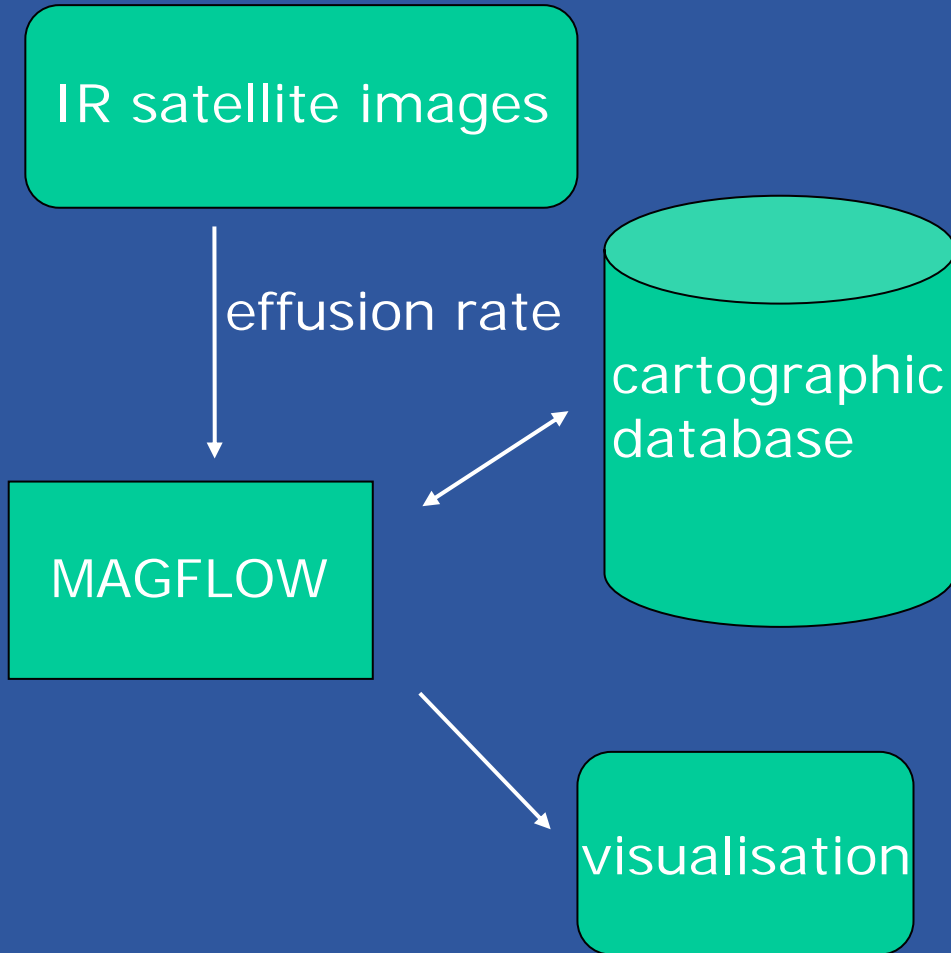 IR satellite images
effusion rate
cartographic
database
MAGFLOW
visualisation